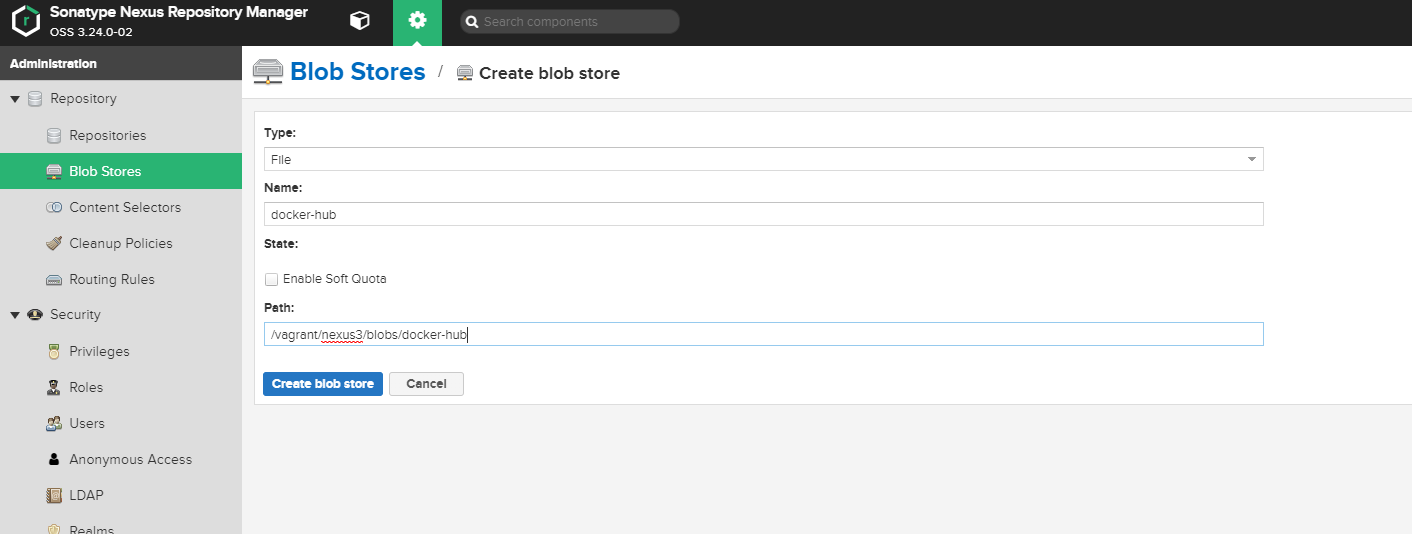 Sonatype Nexus Repository Manager
OSS 3.24.0-02
Search components
Administration
Blob Stores / Create blob store
Repository
Repositories
Blob Stores
Content Selectors
Cleanup Policies
Routing Rules
Security
Privileges
Roles
Users
Anonymous Access
LDAP
Realms
Type:
File
Name:
docker-hub
State:
Enable Soft Quota
Path:
/vagrant/nexus3/blobs/docker-hub
Create blob store
Cancel